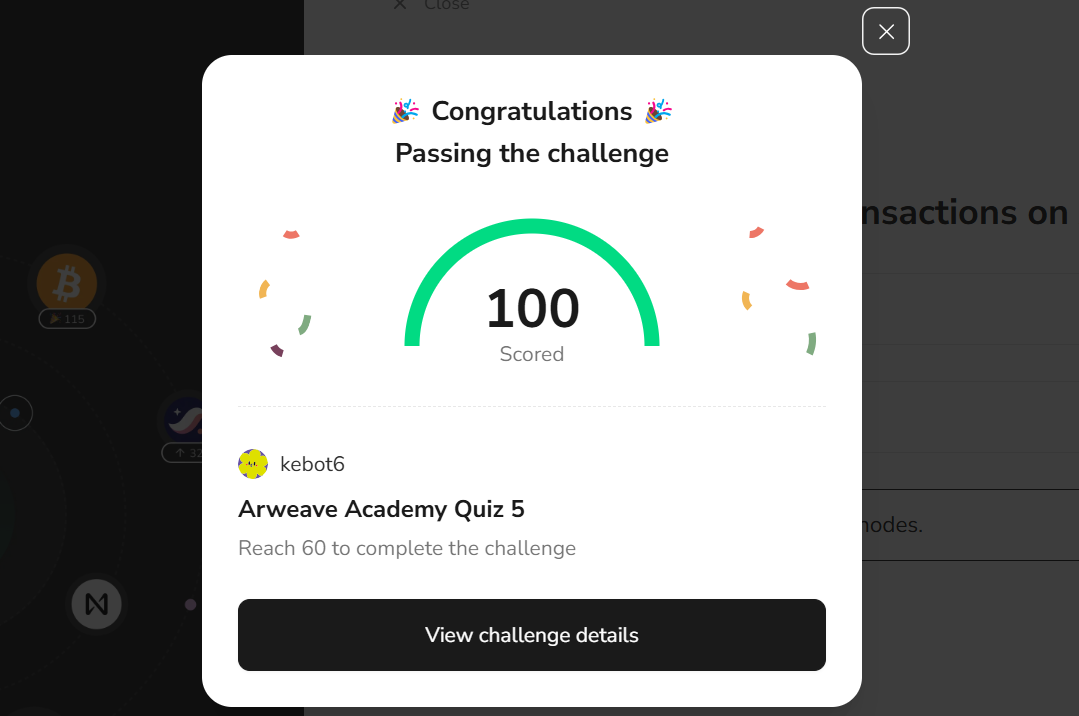 Close
Congratulations
Passing the challenge
nsactions on
115
100
Scored
32
kebot6
Arweave Academy Quiz 5
nodes.
Reach 60 to complete the challenge
View challenge details